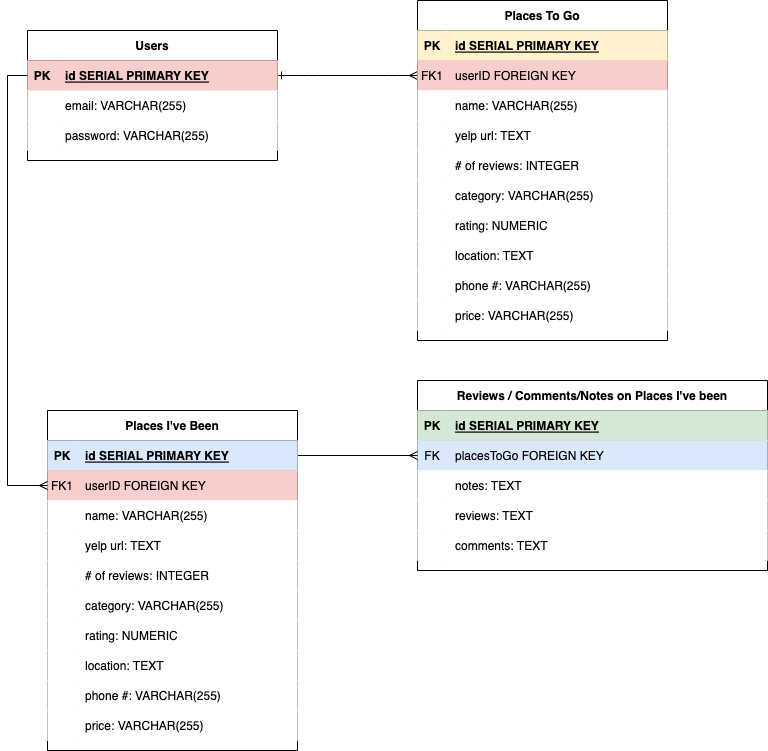 Users
PK id SERIAL PRIMARY KEY
email: VARCHAR(255)
password: VARCHAR(255)
Places To Go
PK id SERIAL PRIMARY KEY
FK1 userID FOREIGN KEY
name: VARCHAR(255)
yelp url: TEXT
# of reviews: INTEGER
category: VARCHAR(255)
rating: NUMERIC
location: TEXT
phone #: VARCHAR(255)
price: VARCHAR(255)
Places I've Been
PK id SERIAL PRIMARY KEY
FK1 userID FOREIGN KEY
name: VARCHAR(255)
yelp url: TEXT
# of reviews: INTEGER
category: VARCHAR(255)
rating: NUMERIC
location: TEXT
phone #: VARCHAR(255)
price: VARCHAR(255)
Reviews / Comments/Notes on Places I've been
PK id SERIAL PRIMARY KEY
FK placesToGo FOREIGN KEY
notes: TEXT
reviews: TEXT
comments: TEXT